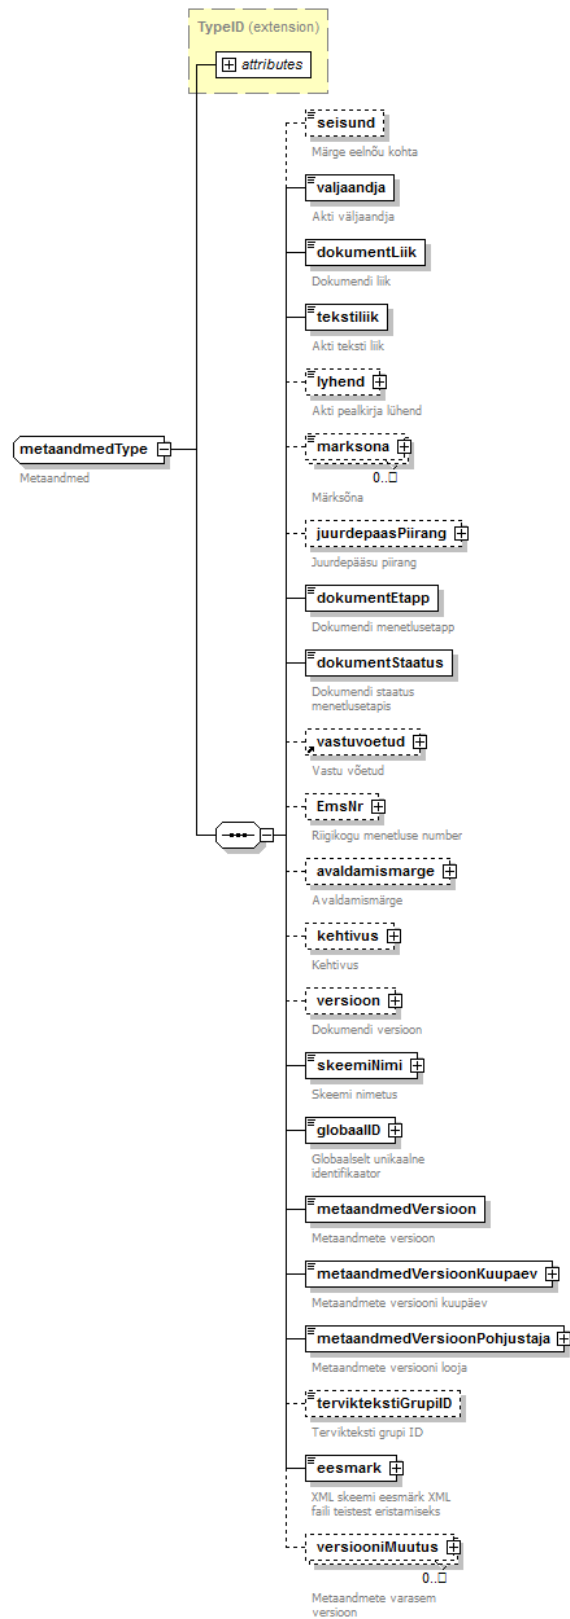 TypeID (extension)
attributes
seisund
Märge eelnõu kohta
valjaandja
Akti väljaandja
dokumentLiik
Dokumendi liik
tekstiliik
Akti teksti liik
lyhend
Akti pealkirja lühend
metaandmedType
Metaandmed
marksona
0..□
Märksõna
juurdepaasPiirang
Juurdepääsu piirang
dokumentEtapp
Dokumendi menetlusetapp
dokumentStaatus
Dokumendi staatus
menetlusetapis
vastuvoetud
Vastu võetud
EmsNr
Riigikogu menetluse number
avaldamismarge
Avaldamismärge
kehtivus
Kehtivus
versioon
Dokumendi versioon
skeemiNimi
Skeemi nimetus
globaalID
Globaalselt unikaalne
identifikaator
metaandmedVersioon
Metaandmete versioon
metaandmedVersioonKuupaev
Metaandmete versiooni kuupäev
metaandmedVersioonPohjustaja
Metaandmete versiooni looja
terviktekstiGrupiID
Tervikteksti grupi ID
eesmark
XML skeemi eesmärk XML
faili teistest eristamiseks
versiooniMuutus
0..□
Metaandmete varasem
versioon